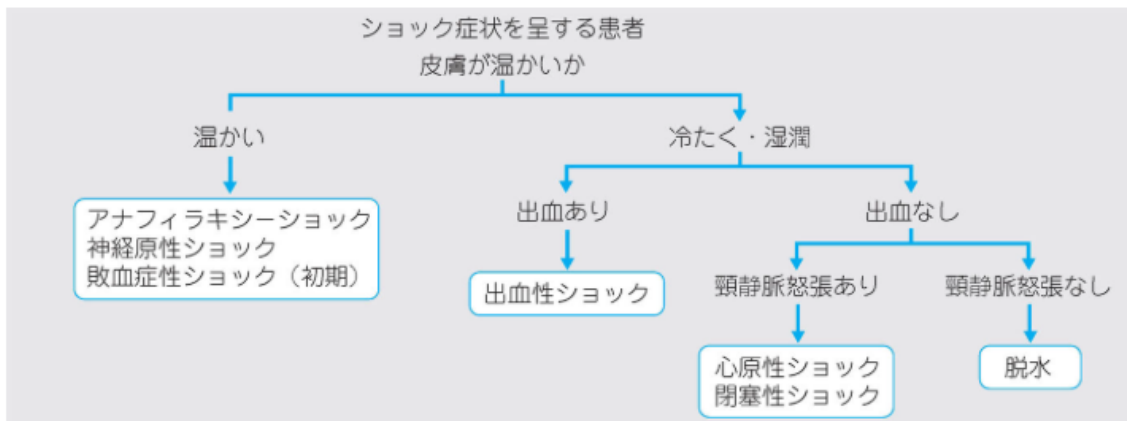 ショック症状を呈する患者
皮膚が温かいか
温かい
冷たく・湿潤
アナフィラキシーショック
神経原性ショック
敗血症性ショック（初期）
出血あり
出血なし
出血性ショック
頸静脈怒張あり
頸静脈怒張なし
心原性ショック
閉塞性ショック
脱水